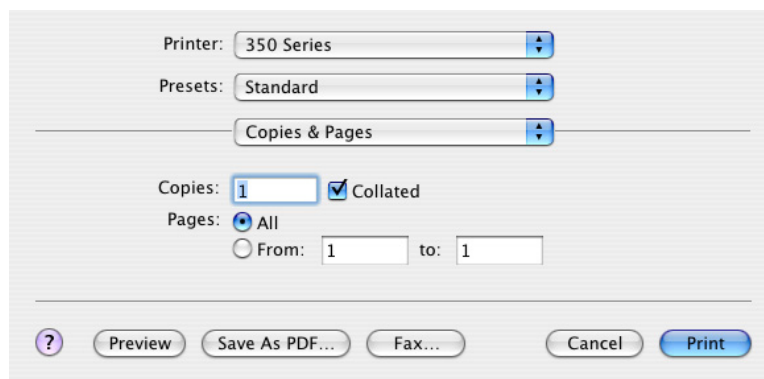 Printer: 350 Series
Presets: Standard
Copies & Pages
Copies: 1 Collated
Pages: All
From: 1 to: 1
? Preview Save As PDF... Fax... Cancel Print